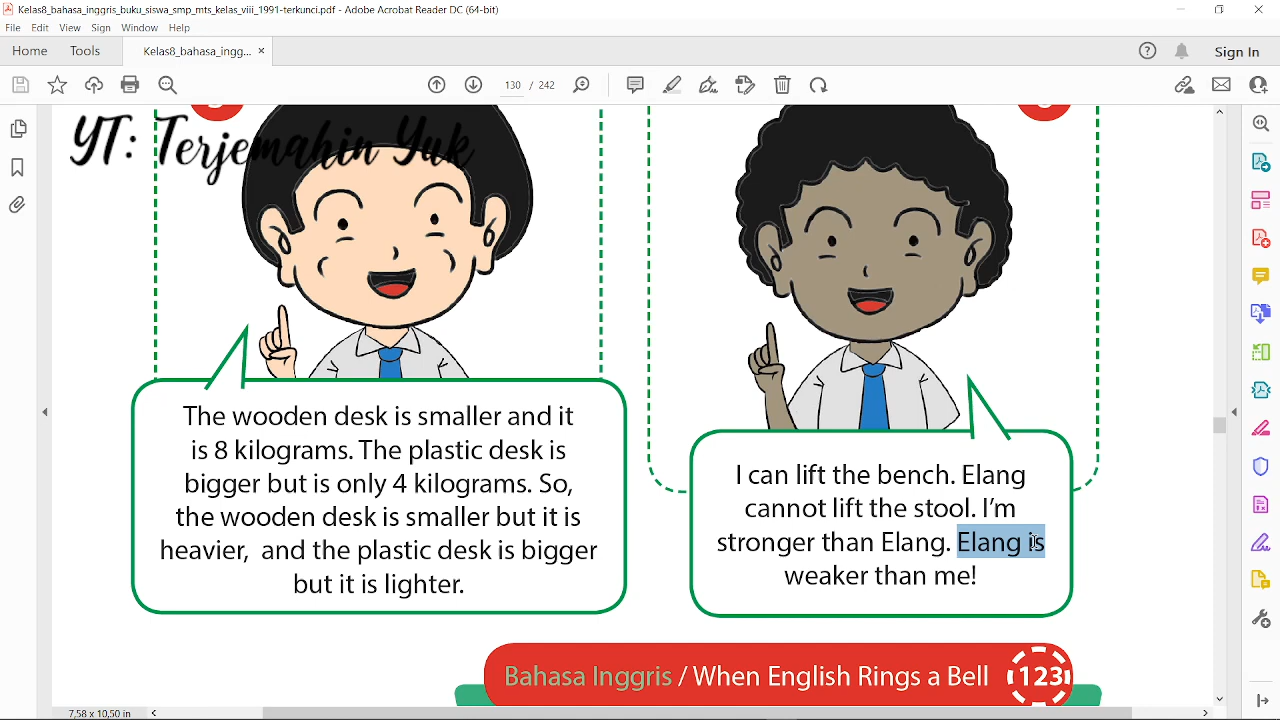 Kelas8_bahasa_inggris_buku_siswa_smp_mts_kelas_viii_1991-terkunci.pdf - Adobe Acrobat Reader DC (64-bit)
File Edit View Sign Window Help
Home Tools Kelas8_bahasa_ingg... × Sign In
130 / 242
YT: Terjemahin Yuk
The wooden desk is smaller and it
is 8 kilograms. The plastic desk is
bigger but is only 4 kilograms. So,
the wooden desk is smaller but it is
heavier, and the plastic desk is bigger
but it is lighter.
I can lift the bench. Elang
cannot lift the stool. I'm
stronger than Elang. Elang is
weaker than me!
Bahasa Inggris / When English Rings a Bell 123
7,58 x 10,50 in